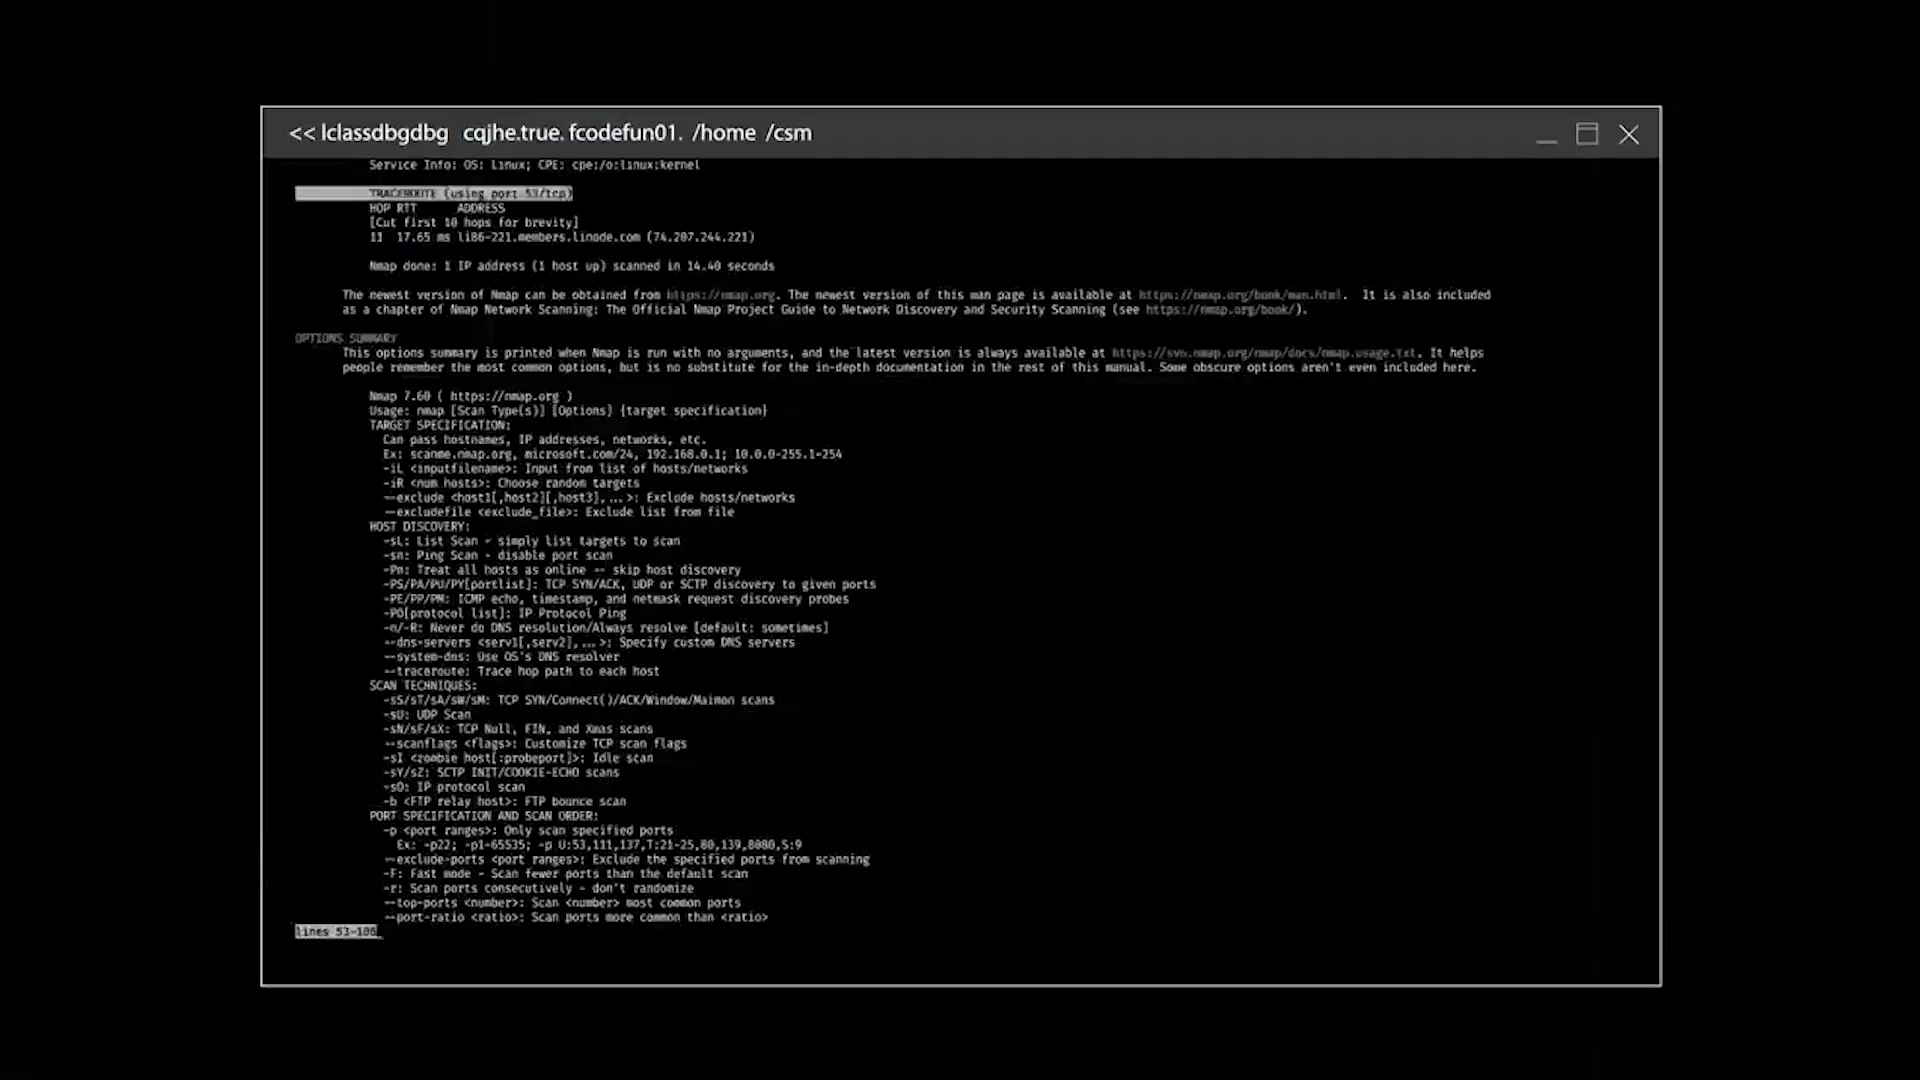 << lclassdbgdbg cqjhe.true. fcodefun01. /home /csm
Service Info: OS: Linux; CPE: cpe:/o:linux:kernel
TRACEROUTE (using port 53/tcp)
HOP RTT ADDRESS
[Cut first 10 hops for brevity]
11 17.65 ms li86-221.members.linode.com (74.207.244.221)
Nmap done: 1 IP address (1 host up) scanned in 14.40 seconds
The newest version of Nmap can be obtained from https://nmap.org. The newest version of this man page is available at https://nmap.org/book/man.html. It is also included
as a chapter of Nmap Network Scanning: The Official Nmap Project Guide to Network Discovery and Security Scanning (see https://nmap.org/book/).
OPTIONS SUMMARY
This options summary is printed when Nmap is run with no arguments, and the latest version is always available at https://svn.nmap.org/nmap/docs/nmap.usage.txt. It helps
people remember the most common options, but is no substitute for the in-depth documentation in the rest of this manual. Some obscure options aren't even included here.
Nmap 7.60 ( https://nmap.org )
Usage: nmap [Scan Type(s)] [Options] {target specification}
TARGET SPECIFICATION:
Can pass hostnames, IP addresses, networks, etc.
Ex: scanme.nmap.org, microsoft.com/24, 192.168.0.1; 10.0.0-255.1-254
-iL <inputfilename>: Input from list of hosts/networks
-iR <num hosts>: Choose random targets
--exclude <host1[,host2][,host3],...>: Exclude hosts/networks
--excludefile <exclude_file>: Exclude list from file
HOST DISCOVERY:
-sL: List Scan - simply list targets to scan
-sn: Ping Scan - disable port scan
-Pn: Treat all hosts as online -- skip host discovery
-PS/PA/PU/PY[portlist]: TCP SYN/ACK, UDP or SCTP discovery to given ports
-PE/PP/PM: ICMP echo, timestamp, and netmask request discovery probes
-PO[protocol list]: IP Protocol Ping
-n/-R: Never do DNS resolution/Always resolve [default: sometimes]
--dns-servers <serv1[,serv2],...>: Specify custom DNS servers
--system-dns: Use OS's DNS resolver
--traceroute: Trace hop path to each host
SCAN TECHNIQUES:
-sS/sT/sA/sW/sM: TCP SYN/Connect()/ACK/Window/Maimon scans
-sU: UDP Scan
-sN/sF/sX: TCP Null, FIN, and Xmas scans
--scanflags <flags>: Customize TCP scan flags
-sI <zombie host[:probeport]>: Idle scan
-sY/sZ: SCTP INIT/COOKIE-ECHO scans
-sO: IP protocol scan
-b <FTP relay host>: FTP bounce scan
PORT SPECIFICATION AND SCAN ORDER:
-p <port ranges>: Only scan specified ports
Ex: -p22; -p1-65535; -p U:53,111,137,T:21-25,80,139,8080,S:9
--exclude-ports <port ranges>: Exclude the specified ports from scanning
-F: Fast mode - Scan fewer ports than the default scan
-r: Scan ports consecutively - don't randomize
--top-ports <number>: Scan <number> most common ports
--port-ratio <ratio>: Scan ports more common than <ratio>
lines 53-106